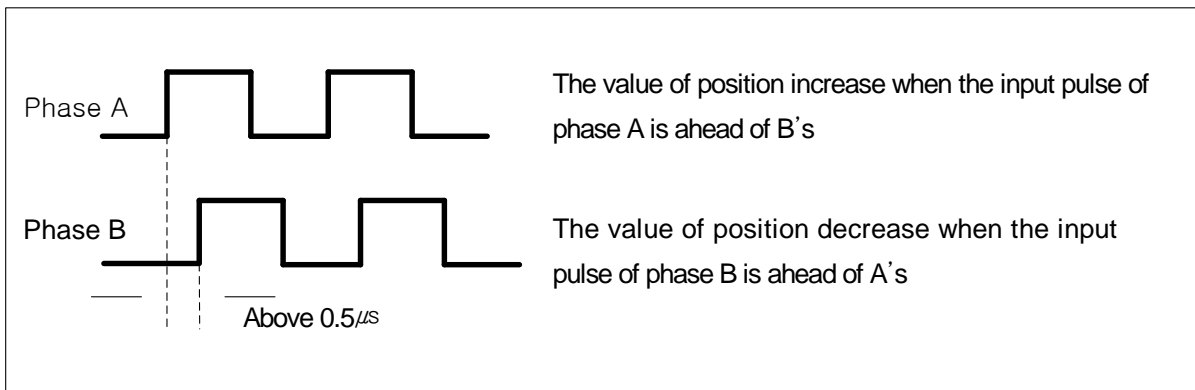 Phase A
The value of position increase when the input pulse of
phase A is ahead of B's
Phase B
The value of position decrease when the input
pulse of phase B is ahead of A's
Above 0.5㎲